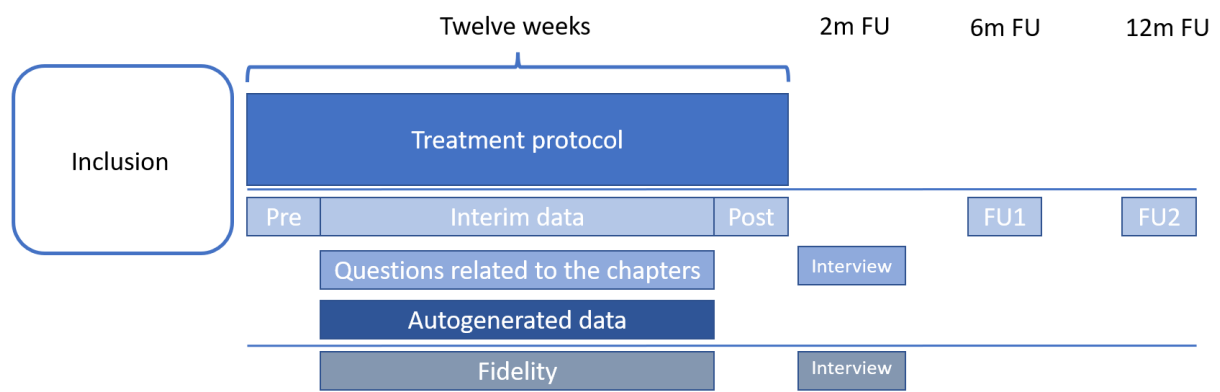 Twelve weeks
2m FU
6m FU
12m FU
Inclusion
Treatment protocol
Pre
Interim data
Post
FU1
FU2
Questions related to the chapters
Interview
Autogenerated data
Fidelity
Interview